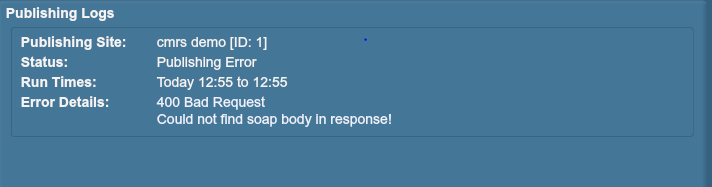 Publishing Logs
Publishing Site: cmrs demo [ID: 1]
Status: Publishing Error
Run Times: Today 12:55 to 12:55
Error Details: 400 Bad Request
Could not find soap body in response!